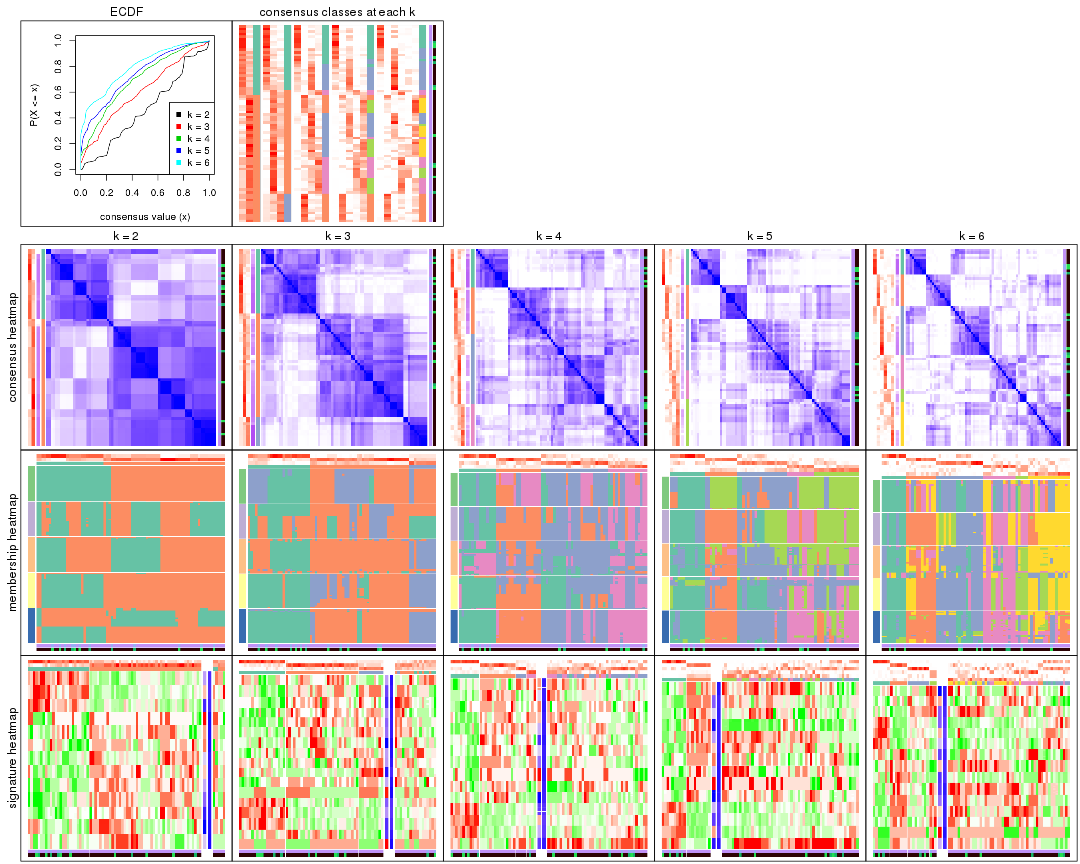 ECDF
consensus classes at each k
P(X <= x)
0.0 0.2 0.4 0.6 0.8 1.0
k = 2
k = 3
k = 4
k = 5
k = 6
0.0 0.2 0.4 0.6 0.8 1.0
consensus value (x)
k = 2
k = 3
k = 4
k = 5
k = 6
consensus heatmap
membership heatmap
signature heatmap